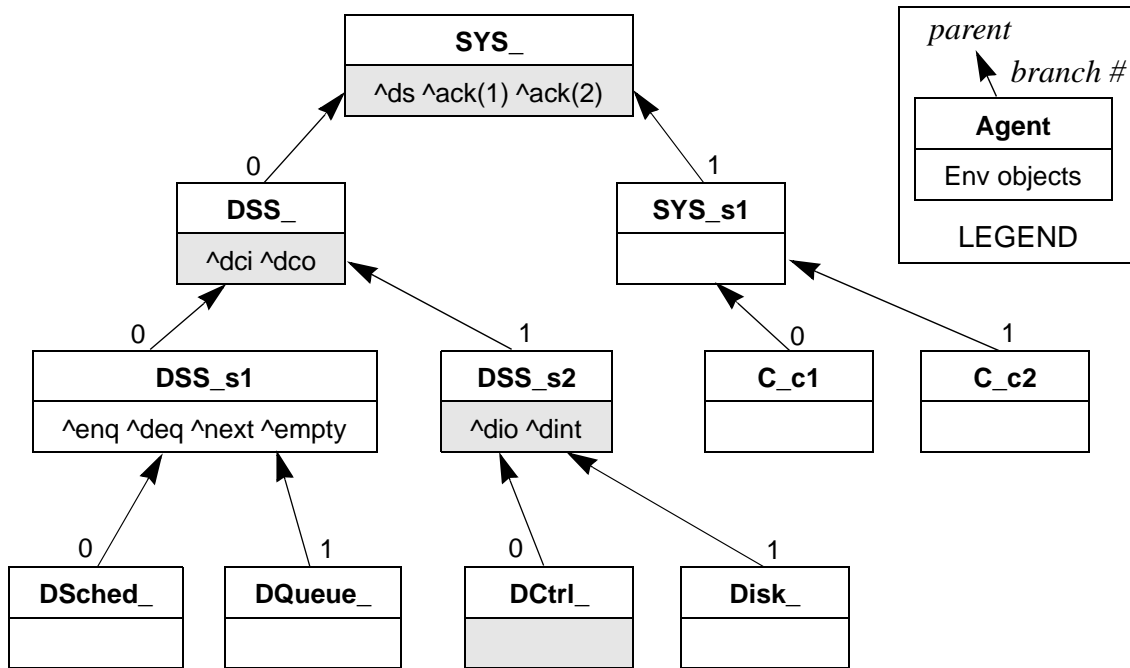 SYS_
^ds ^ack(1) ^ack(2)
parent
branch #
Agent
Env objects
LEGEND
0
1
DSS_
^dci ^dco
SYS_s1
0
1
0
1
DSS_s1
^enq ^deq ^next ^empty
DSS_s2
^dio ^dint
C_c1
C_c2
0
1
0
1
DSched_
DQueue_
DCtrl_
Disk_